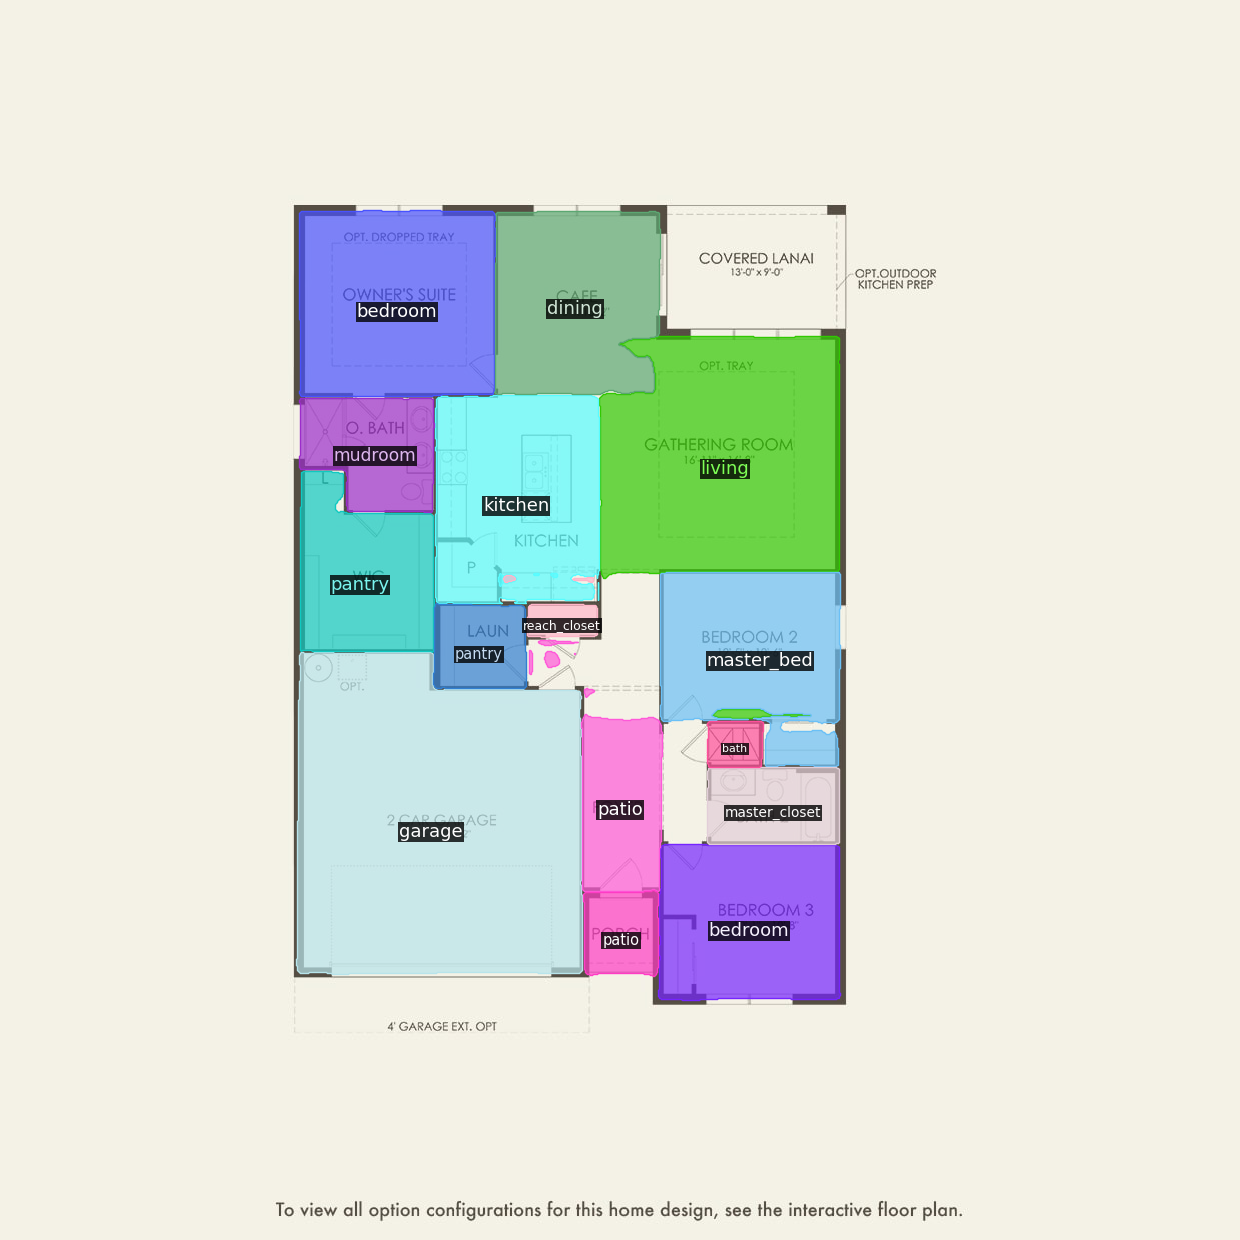 OPT. DROPPED TRAY
OWNER'S SUITE
bedroom
CAFE
dining
COVERED LANAI
13'-0" x 9'-0"
OPT.OUTDOOR
KITCHEN PREP
OPT. TRAY
O. BATH
mudroom
GATHERING ROOM
living
L
kitchen
KITCHEN
P
WIC
pantry
LAUN
pantry
reach_closet
BEDROOM 2
master_bed
OPT.
bath
2 CAR GARAGE
garage
patio
master_closet
BEDROOM 3
bedroom
PORCH
patio
4' GARAGE EXT. OPT
To view all option configurations for this home design, see the interactive floor plan.